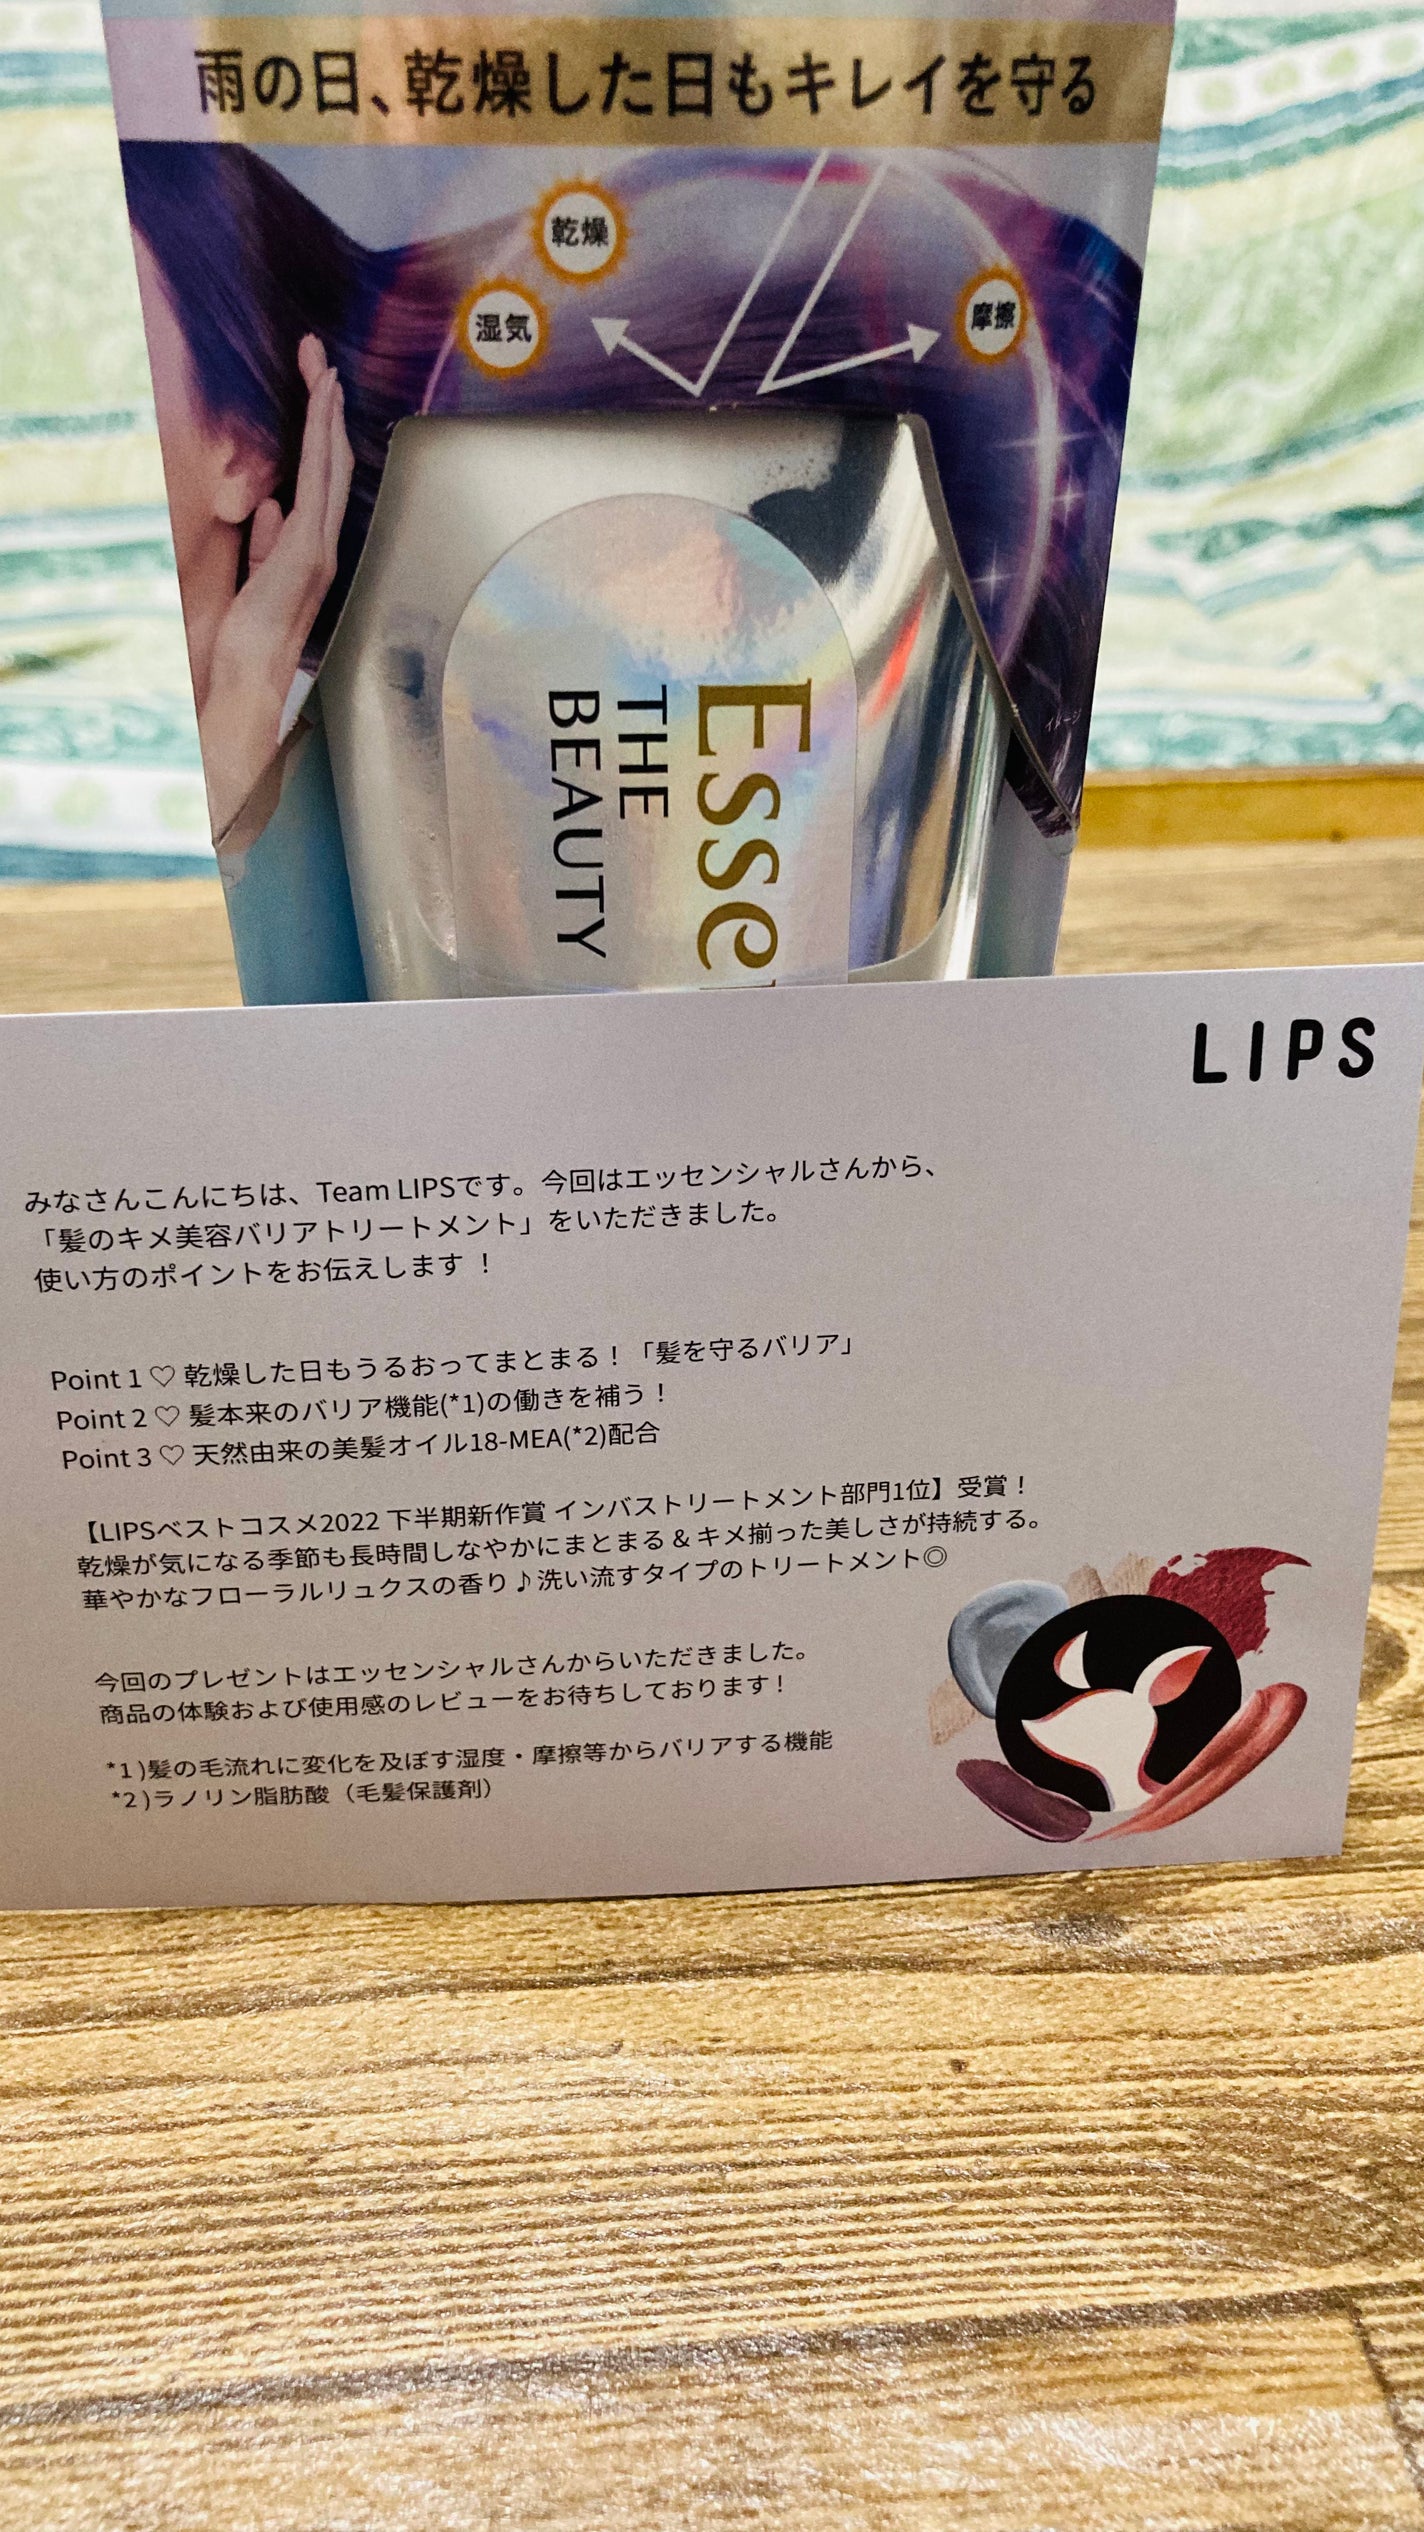 雨の日、乾燥した日もキレイを守る
乾燥
湿気
摩擦
イメージ
Esse
THE
BEAUTY
LIPS
みなさんこんにちは、Team LIPSです。今回はエッセンシャルさんから、
「髪のキメ美容バリアトリートメント」をいただきました。
使い方のポイントをお伝えします ！
Point 1 ♡ 乾燥した日もうるおってまとまる！「髪を守るバリア」
Point 2 ♡ 髪本来のバリア機能(*1)の働きを補う！
Point 3 ♡ 天然由来の美髪オイル18-MEA(*2)配合
【LIPSベストコスメ2022 下半期新作賞 インバストリートメント部門1位】受賞！
乾燥が気になる季節も長時間しなやかにまとまる & キメ揃った美しさが持続する。
華やかなフローラルリュクスの香り♪洗い流すタイプのトリートメント◎
今回のプレゼントはエッセンシャルさんからいただきました。
商品の体験および使用感のレビューをお待ちしております！
*1)髪の毛流れに変化を及ぼす湿度・摩擦等からバリアする機能
*2)ラノリン脂肪酸（毛髪保護剤）